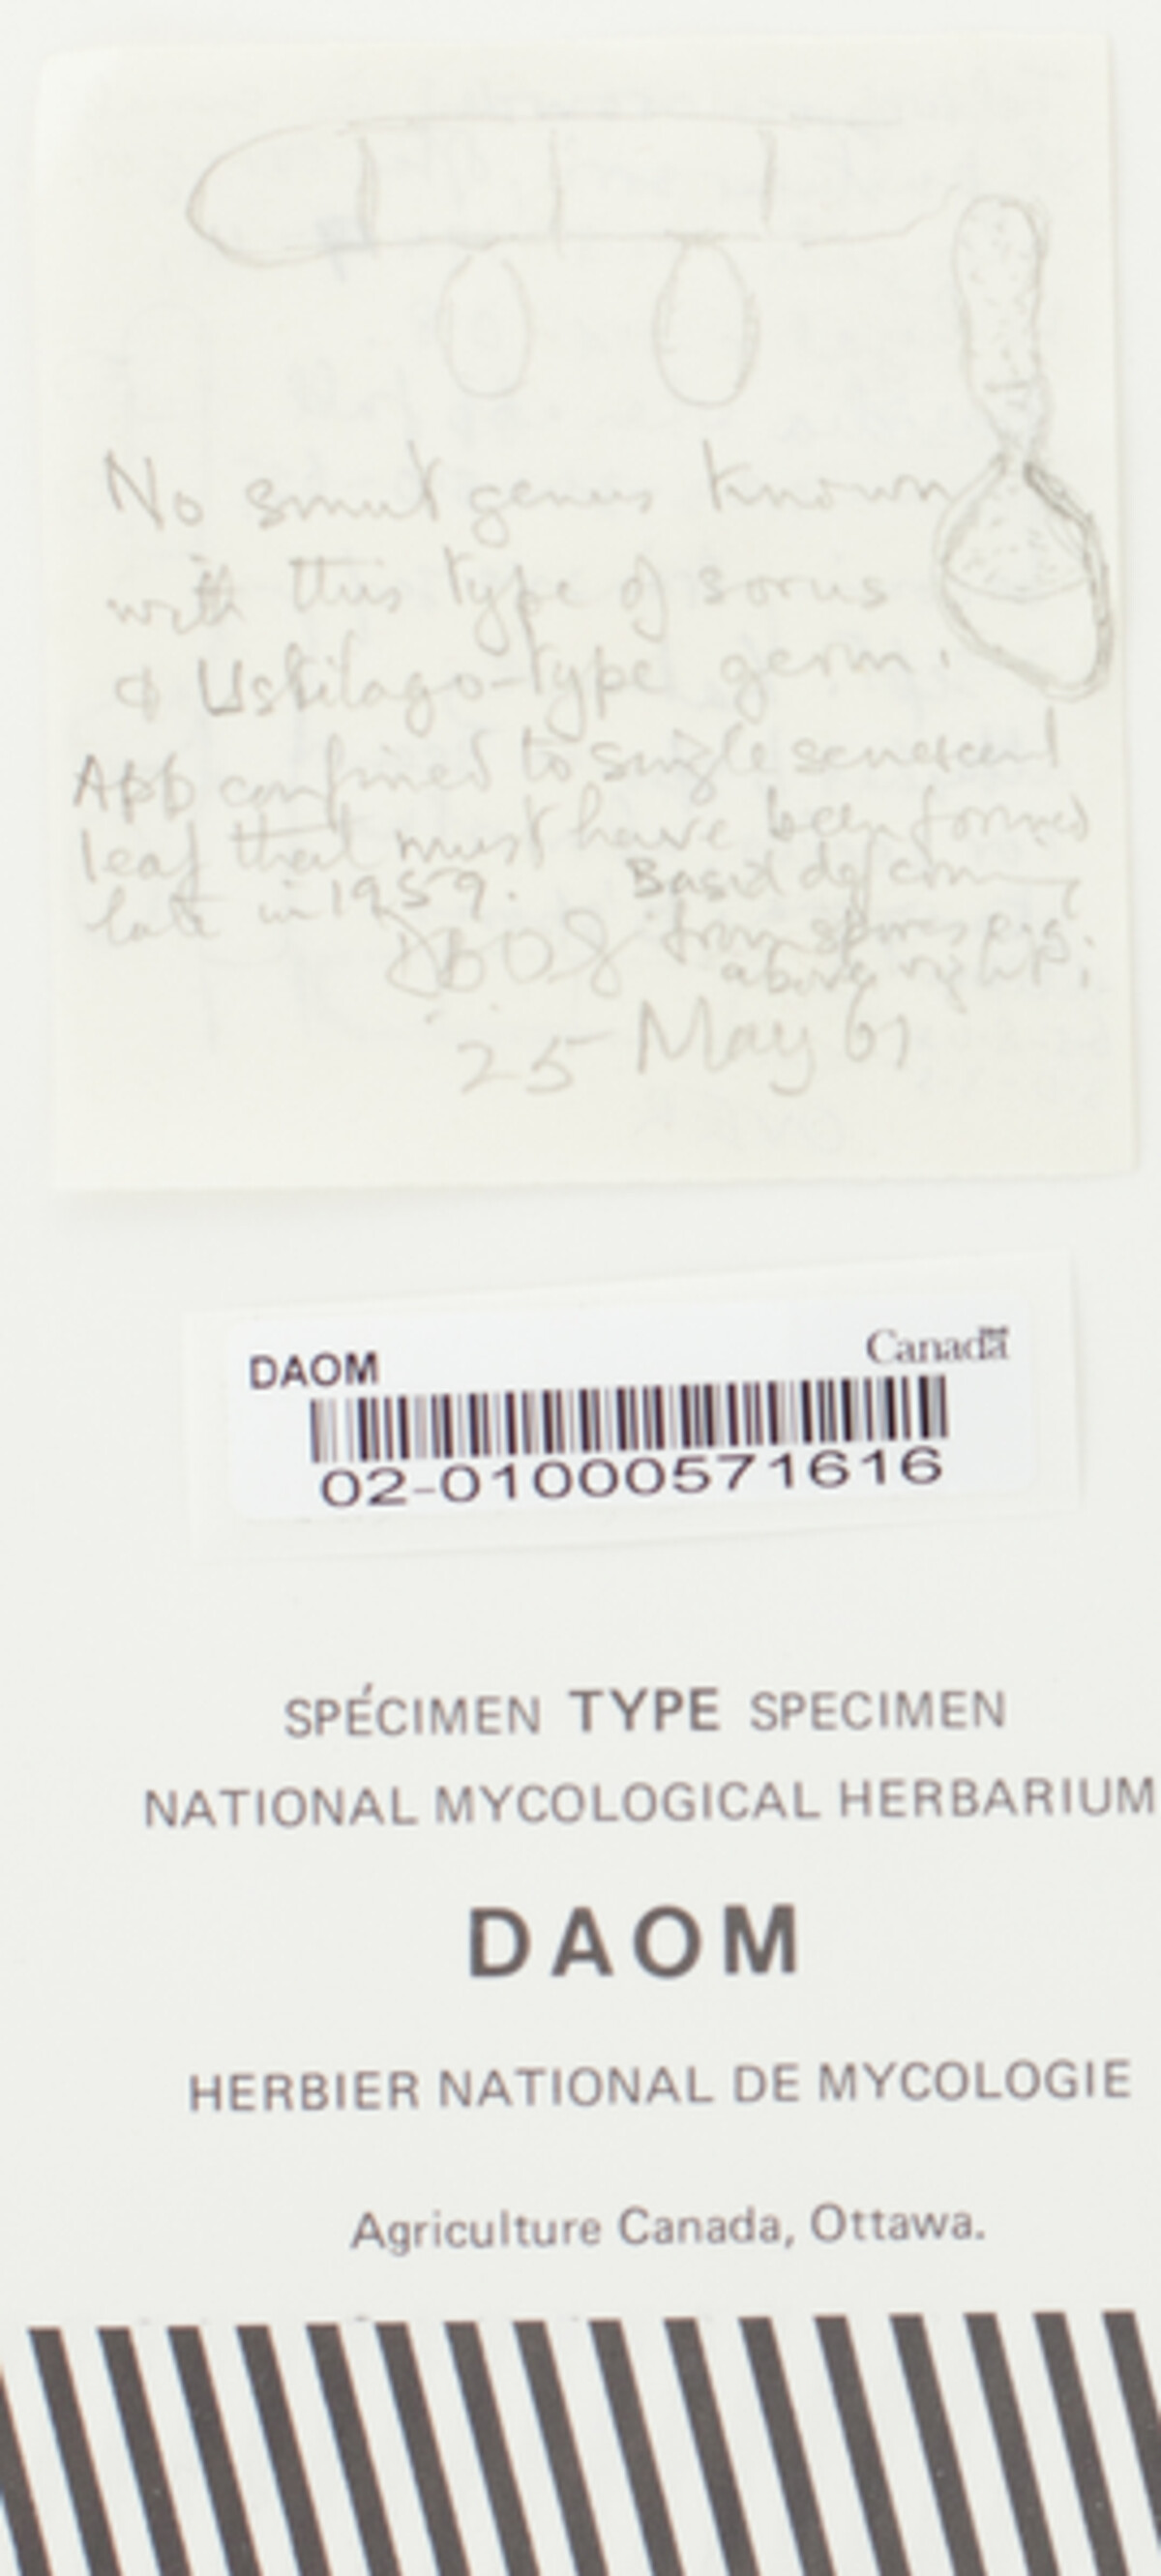 No smut genus known
with this type of sorus
& Ustilago-type germ.
App confined to single senescent
leaf that must have been formed
late in 1959.
Basid
from spores e.g.
above right.
25 May 61
DAOM
Canada
02-01000571616
SPÉCIMEN TYPE SPECIMEN
NATIONAL MYCOLOGICAL HERBARIUM
DAOM
HERBIER NATIONAL DE MYCOLOGIE
Agriculture Canada, Ottawa.